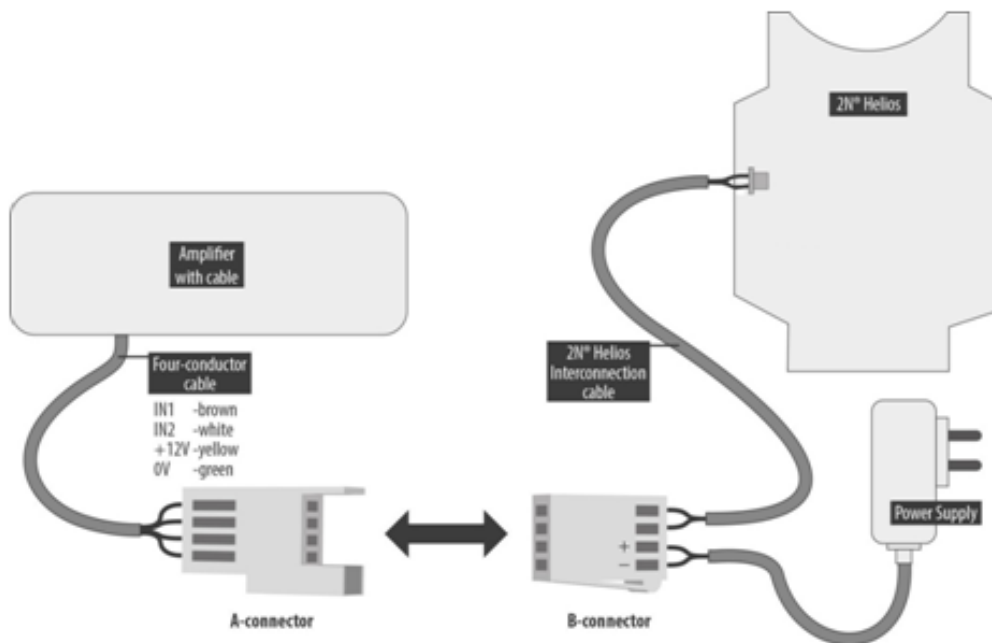 2N® Helios
Amplifier
with cable
Four-conductor
cable
IN1 -brown
IN2 -white
+12V -yellow
0V -green
2N® Helios
Interconnection
cable
Power Supply
+
−
A-connector
B-connector